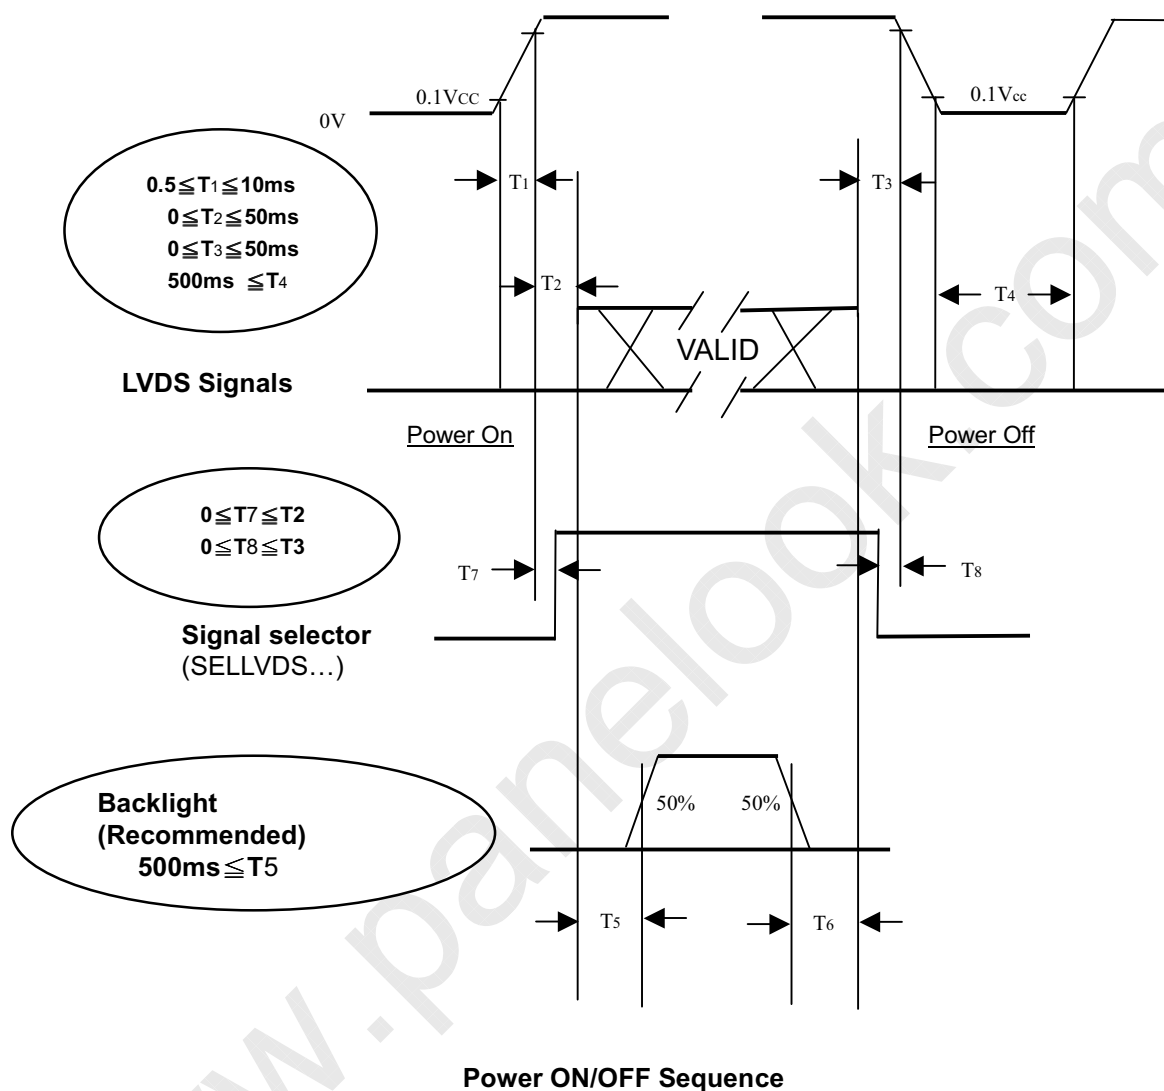 0.1VCC
0.1Vcc
0V
T1
T3
0.5≦T1≦10ms
0≦T2≦50ms
0≦T3≦50ms
500ms ≦T4
T2
T4
VALID
LVDS Signals
Power On
Power Off
0≦T7≦T2
0≦T8≦T3
T7
T8
Signal selector
(SELLVDS…)
Backlight
(Recommended)
500ms≦T5
50%
50%
T5
T6
Power ON/OFF Sequence
www.panelook.com